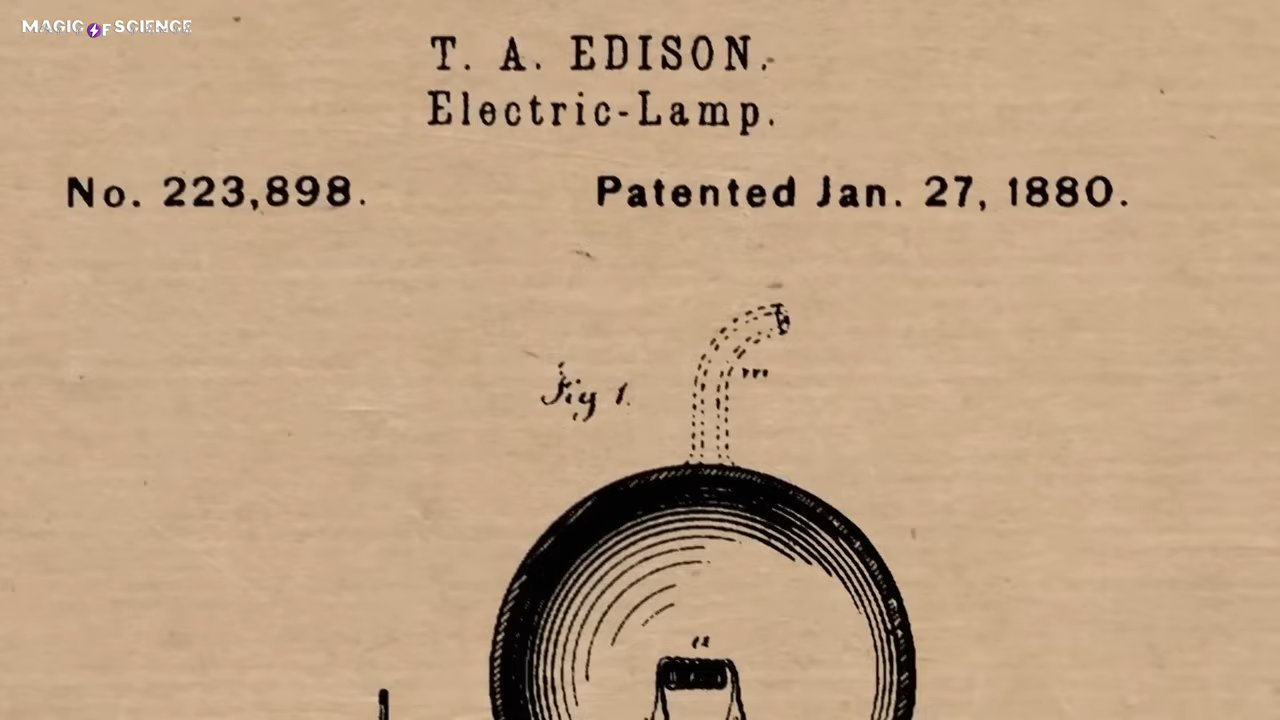 MAGIC OF SCIENCE
T. A. EDISON.
Electric-Lamp.
No. 223,898. Patented Jan. 27, 1880.
Fig 1.
m
a